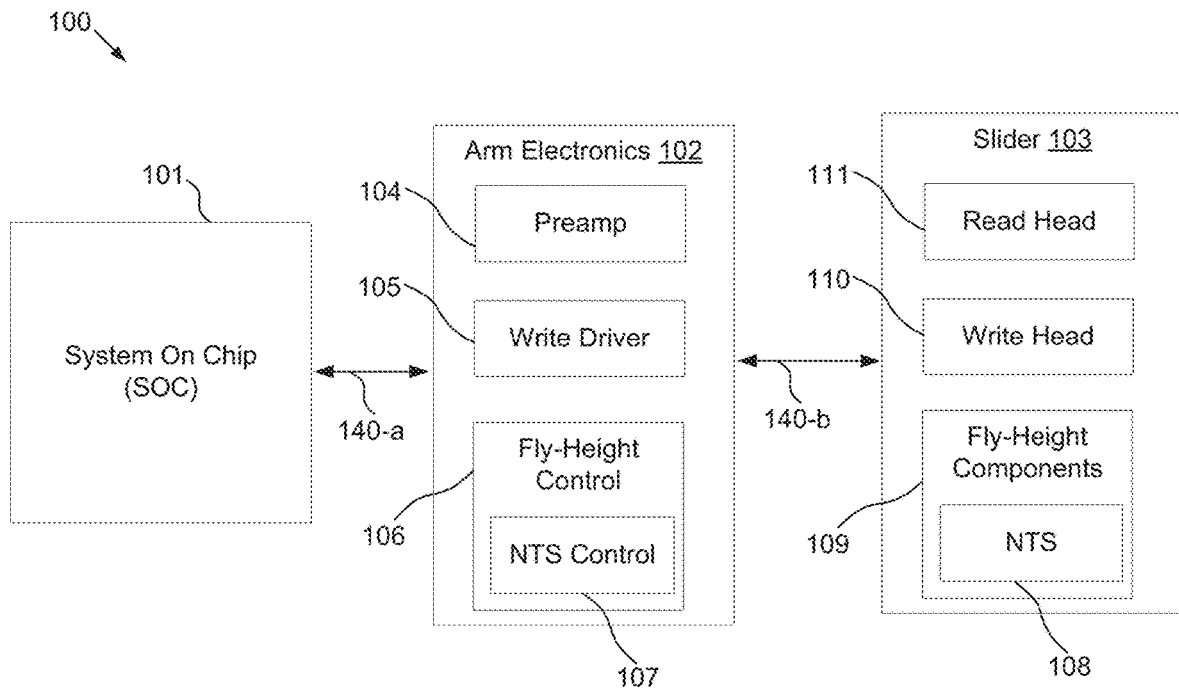 100
101
System On Chip
(SOC)
140-a
Arm Electronics 102
104
Preamp
105
Write Driver
Fly-Height
Control
106
NTS Control
107
140-b
Slider 103
111
Read Head
110
Write Head
Fly-Height
Components
109
NTS
108